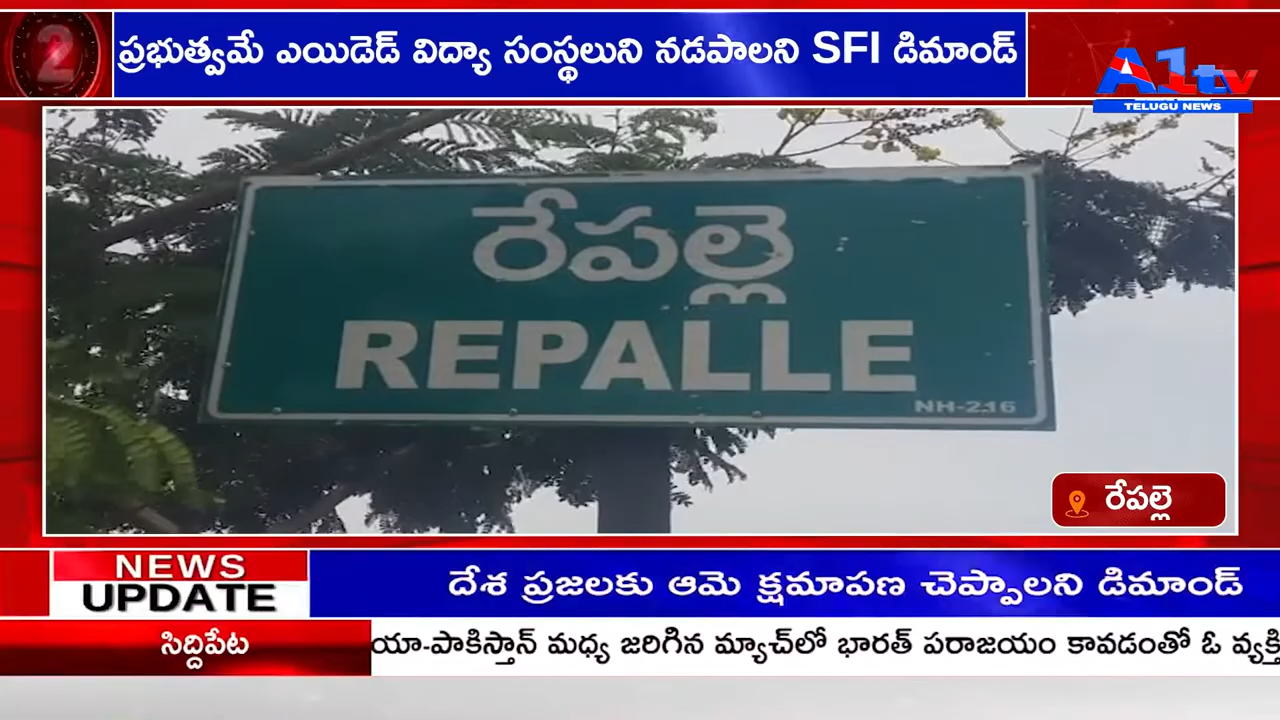 2
ప్రభుత్వమే ఎయిడెడ్ విద్యా సంస్థలుని నడపాలని SFI డిమాండ్
A1tv
TELUGU NEWS
రేపల్లె
REPALLE
NH-216
రేపల్లె
NEWS
UPDATE
దేశ ప్రజలకు ఆమె క్షమాపణ చెప్పాలని డిమాండ్
సిద్దిపేట
యా-పాకిస్తాన్ మధ్య జరిగిన మ్యాచ్‌లో భారత్ పరాజయం కావడంతో ఓ వ్యక్తి